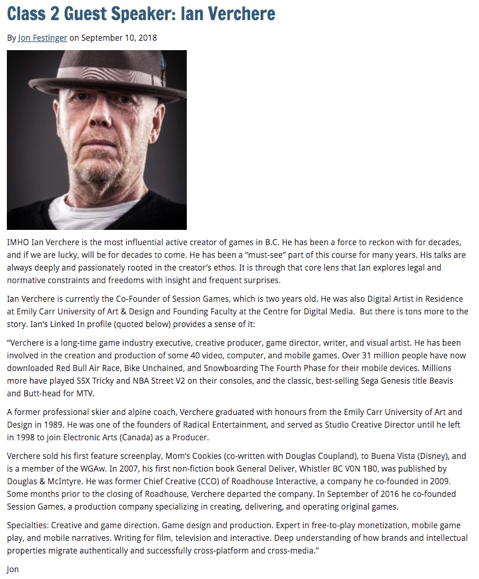 Class 2 Guest Speaker: Ian Verchere
By Jon Festinger on September 10, 2018
IMHO Ian Verchere is the most influential active creator of games in B.C. He has been a force to reckon with for decades,
and if we are lucky, will be for decades to come. He has been a “must-see” part of this course for many years. His talks are
always deeply and passionately rooted in the creator’s ethos. It is through that core lens that Ian explores legal and
normative constraints and freedoms with insight and frequent surprises.
Ian Verchere is currently the Co-Founder of Session Games, which is two years old. He was also Digital Artist in Residence
at Emily Carr University of Art & Design and Founding Faculty at the Centre for Digital Media.  But there is tons more to the
story. Ian’s Linked In profile (quoted below) provides a sense of it:
“Verchere is a long-time game industry executive, creative producer, game director, writer, and visual artist. He has been
involved in the creation and production of some 40 video, computer, and mobile games. Over 31 million people have now
downloaded Red Bull Air Race, Bike Unchained, and Snowboarding The Fourth Phase for their mobile devices. Millions
more have played SSX Tricky and NBA Street V2 on their consoles, and the classic, best-selling Sega Genesis title Beavis
and Butt-head for MTV.
A former professional skier and alpine coach, Verchere graduated with honours from the Emily Carr University of Art and
Design in 1989. He was one of the founders of Radical Entertainment, and served as Studio Creative Director until he left
in 1998 to join Electronic Arts (Canada) as a Producer.
Verchere sold his first feature screenplay, Mom’s Cookies (co-written with Douglas Coupland), to Buena Vista (Disney), and
is a member of the WGAw. In 2007, his first non-fiction book General Deliver, Whistler BC V0N 1B0, was published by
Douglas & McIntyre. He was former Chief Creative (CCO) of Roadhouse Interactive, a company he co-founded in 2009.
Some months prior to the closing of Roadhouse, Verchere departed the company. In September of 2016 he co-founded
Session Games, a production company specializing in creating, delivering, and operating original games.
Specialties: Creative and game direction. Game design and production. Expert in free-to-play monetization, mobile game
play, and mobile narratives. Writing for film, television and interactive. Deep understanding of how brands and intellectual
properties migrate authentically and successfully cross-platform and cross-media.”
Jon